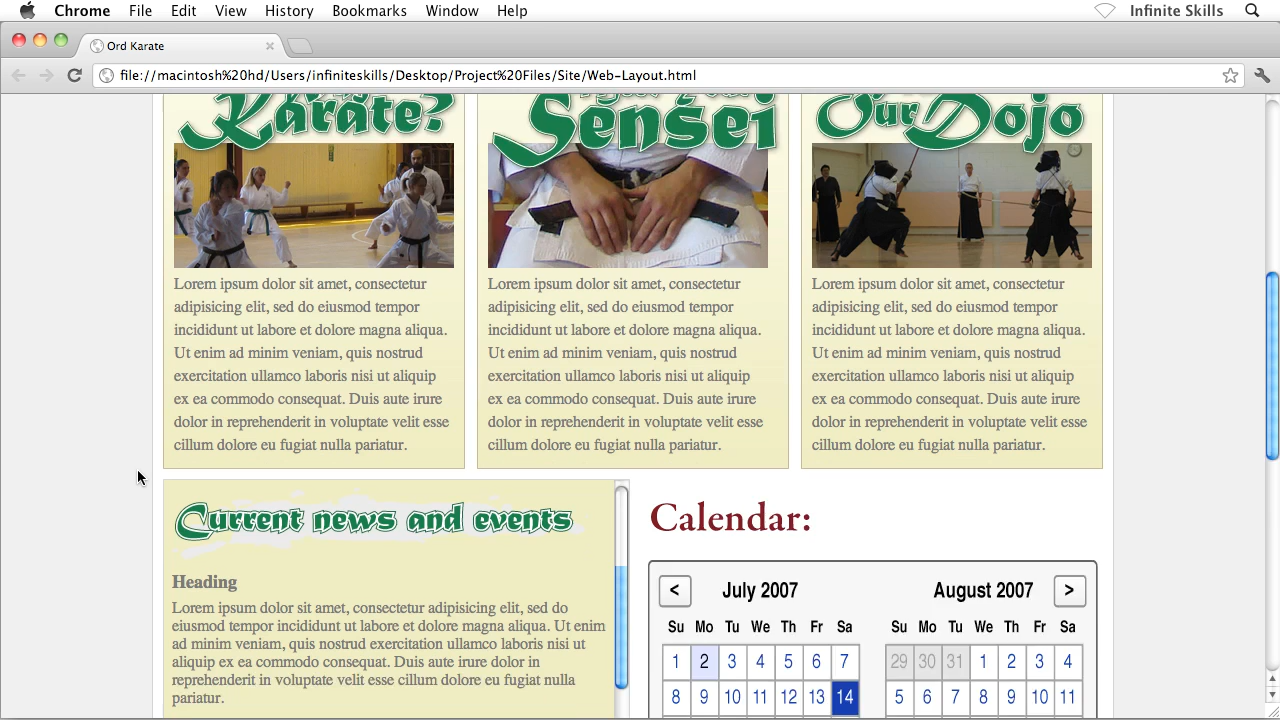 Chrome File Edit View History Bookmarks Window Help Infinite Skills
Ord Karate
file://macintosh%20hd/Users/infiniteskills/Desktop/Project%20Files/Site/Web-Layout.html
Karate? Sensei Our Dojo
Lorem ipsum dolor sit amet, consectetur
adipisicing elit, sed do eiusmod tempor
incididunt ut labore et dolore magna aliqua.
Ut enim ad minim veniam, quis nostrud
exercitation ullamco laboris nisi ut aliquip
ex ea commodo consequat. Duis aute irure
dolor in reprehenderit in voluptate velit esse
cillum dolore eu fugiat nulla pariatur.
Lorem ipsum dolor sit amet, consectetur
adipisicing elit, sed do eiusmod tempor
incididunt ut labore et dolore magna aliqua.
Ut enim ad minim veniam, quis nostrud
exercitation ullamco laboris nisi ut aliquip
ex ea commodo consequat. Duis aute irure
dolor in reprehenderit in voluptate velit esse
cillum dolore eu fugiat nulla pariatur.
Lorem ipsum dolor sit amet, consectetur
adipisicing elit, sed do eiusmod tempor
incididunt ut labore et dolore magna aliqua.
Ut enim ad minim veniam, quis nostrud
exercitation ullamco laboris nisi ut aliquip
ex ea commodo consequat. Duis aute irure
dolor in reprehenderit in voluptate velit esse
cillum dolore eu fugiat nulla pariatur.
Current news and events
Heading
Lorem ipsum dolor sit amet, consectetur adipisicing elit, sed do
eiusmod tempor incididunt ut labore et dolore magna aliqua. Ut enim
ad minim veniam, quis nostrud exercitation ullamco laboris nisi ut
aliquip ex ea commodo consequat. Duis aute irure dolor in
reprehenderit in voluptate velit esse cillum dolore eu fugiat nulla
pariatur.
Calendar:
< July 2007 August 2007 >
Su Mo Tu We Th Fr Sa Su Mo Tu We Th Fr Sa
1 2 3 4 5 6 7 29 30 31 1 2 3 4
8 9 10 11 12 13 14 5 6 7 8 9 10 11